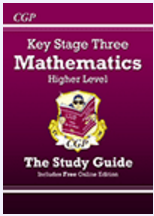 CGP
Key Stage Three
Mathematics
Higher Level
CGP
The Study Guide
Includes Free Online Edition